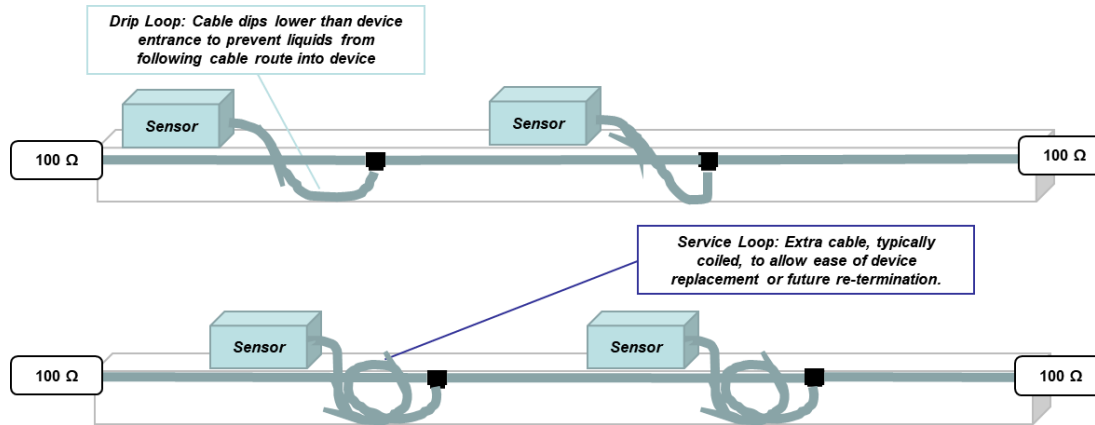 Drip Loop: Cable dips lower than device
entrance to prevent liquids from
following cable route into device
Sensor
Sensor
100 Ω
100 Ω
Service Loop: Extra cable, typically
coiled, to allow ease of device
replacement or future re-termination.
Sensor
Sensor
100 Ω
100 Ω